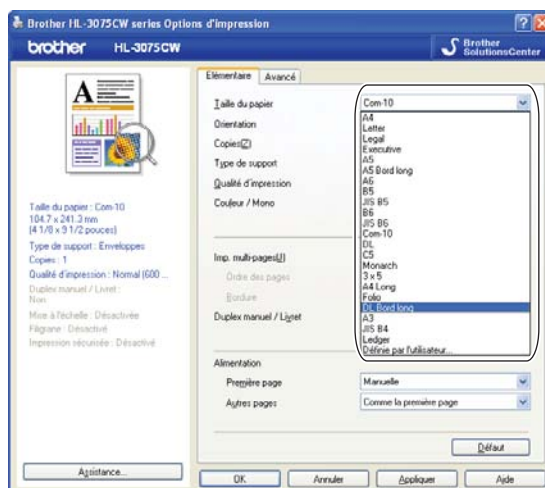 Brother HL-3075CW series Options d'impression
brother HL-3075CW
Brother
SolutionsCenter
Elémentaire Avancé
A
Taille du papier : Com-10
104.7 x 241.3 mm
(4 1/8 x 9 1/2 pouces)
Type de support : Enveloppes
Copies : 1
Qualité d'impression : Normal (600 ...
Duplex manuel / Livret :
Non
Mise à l'échelle : Désactivée
Filigrane : Désactivé
Impression sécurisée : Désactivé
Assistance...
Taille du papier Com-10
Orientation
Copies(Z)
Type de support
Qualité d'impression
Couleur / Mono
Imp. multi-pages(U)
Ordre des pages
Bordure
Duplex manuel / Livret
A4
Letter
Legal
Executive
A5
A5 Bord long
A6
B5
JIS B5
B6
JIS B6
Com-10
DL
C5
Monarch
3 x 5
A4 Long
Folio
DL Bord long
A3
JIS B4
Ledger
Définie par l'utilisateur...
Alimentation
Première page Manuelle
Autres pages Comme la première page
Défaut
OK Annuler Appliquer Aide